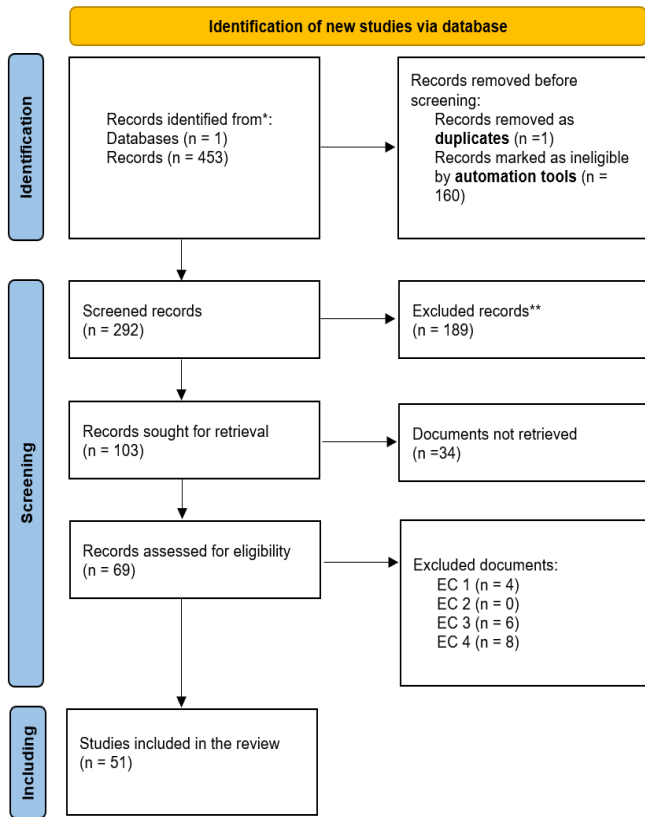 Identification of new studies via database
Identification
Records identified from*:
Databases (n = 1)
Records (n = 453)
Records removed before
screening:
Records removed as
duplicates (n =1)
Records marked as ineligible
by automation tools (n =
160)
Screening
Screened records
(n = 292)
Excluded records**
(n = 189)
Records sought for retrieval
(n = 103)
Documents not retrieved
(n =34)
Records assessed for eligibility
(n = 69)
Excluded documents:
EC 1 (n = 4)
EC 2 (n = 0)
EC 3 (n = 6)
EC 4 (n = 8)
Including
Studies included in the review
(n = 51)